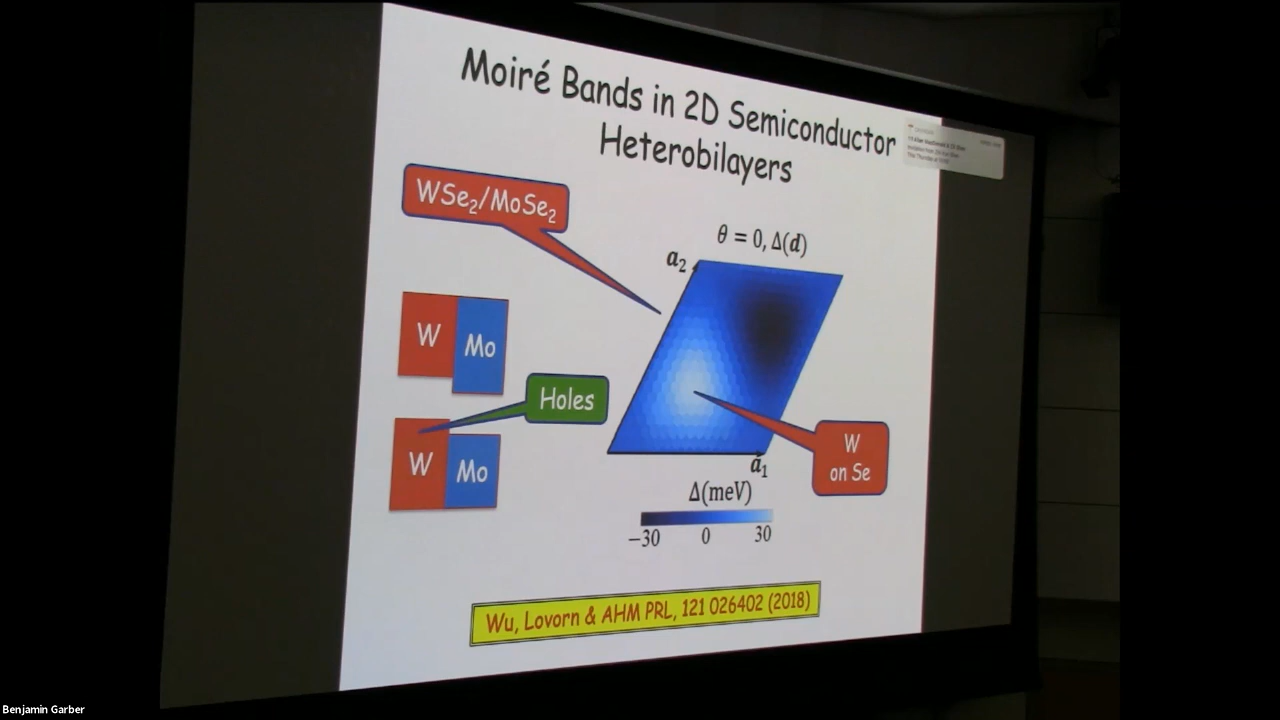 Moiré Bands in 2D Semiconductor
Heterobilayers
WSe₂/MoSe₂
θ = 0, Δ(d)
a₂
W
Mo
Holes
W
Mo
W
on Se
a₁
Δ(meV)
−30 0 30
Wu, Lovorn & AHM PRL, 121 026402 (2018)
Benjamin Garber